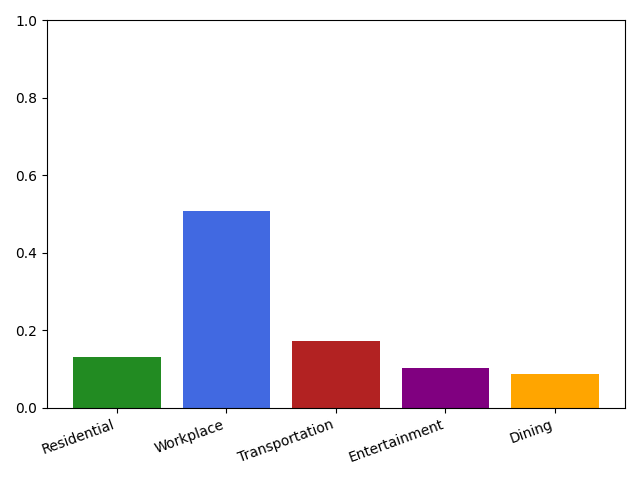 1.0
0.8
0.6
0.4
0.2
0.0
Residential
Workplace
Transportation
Entertainment
Dining